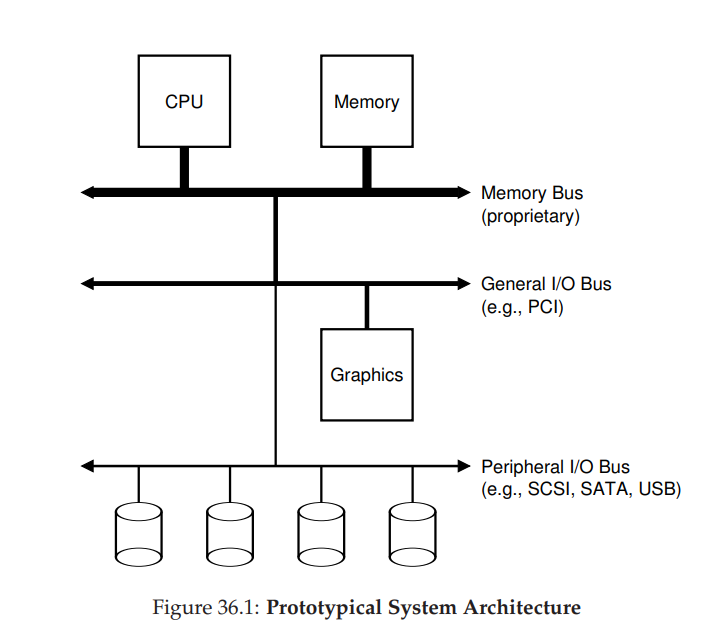 CPU
Memory
Memory Bus
(proprietary)
General I/O Bus
(e.g., PCI)
Graphics
Peripheral I/O Bus
(e.g., SCSI, SATA, USB)
Figure 36.1: Prototypical System Architecture